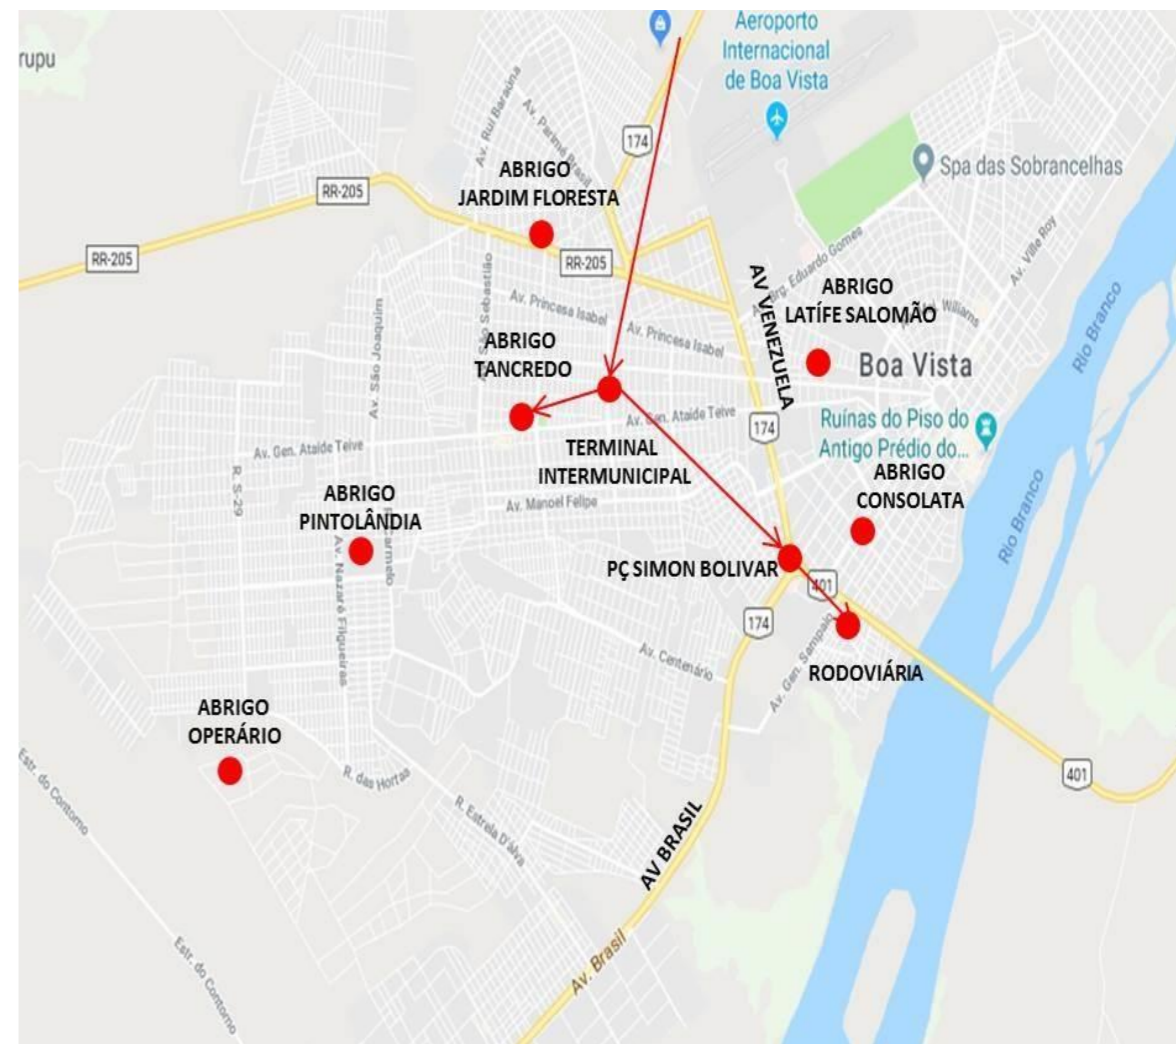 rupu
Aeroporto
Internacional
de Boa Vista
Av. Rui Baraúna
Av. Parimé Brasil
174
Spa das Sobrancelhas
ABRIGO
JARDIM FLORESTA
RR-205
RR-205
RR-205
Av. Ville Roy
Av. Brg. Eduardo Gomes
AV VENEZUELA
ABRIGO
LATÍFE SALOMÃO
Williams
Rio Branco
Av. Princesa Isabel
Av. Princesa Isabel
São Sebastião
Av. São Joaquim
ABRIGO
TANCREDO
Boa Vista
Av. Gen. Ataíde Teive
Av. Gen. Ataíde Teive
174
Ruínas do Piso do
Antigo Prédio do...
TERMINAL
INTERMUNICIPAL
ABRIGO
CONSOLATA
R. S-29
ABRIGO
PINTOLÂNDIA
Av. Manoel Felipe
Rio Branco
Carmelo
Av. Nazaré Filgueiras
PÇ SIMON BOLIVAR
401
174
Av. Centenário
Av. Gen. Sampaio
RODOVIÁRIA
ABRIGO
OPERÁRIO
R. das Hortas
401
Estr. do Contorno
R. Estrela D'alva
AV BRASIL
Av. Brasil
Estr. do Contorno